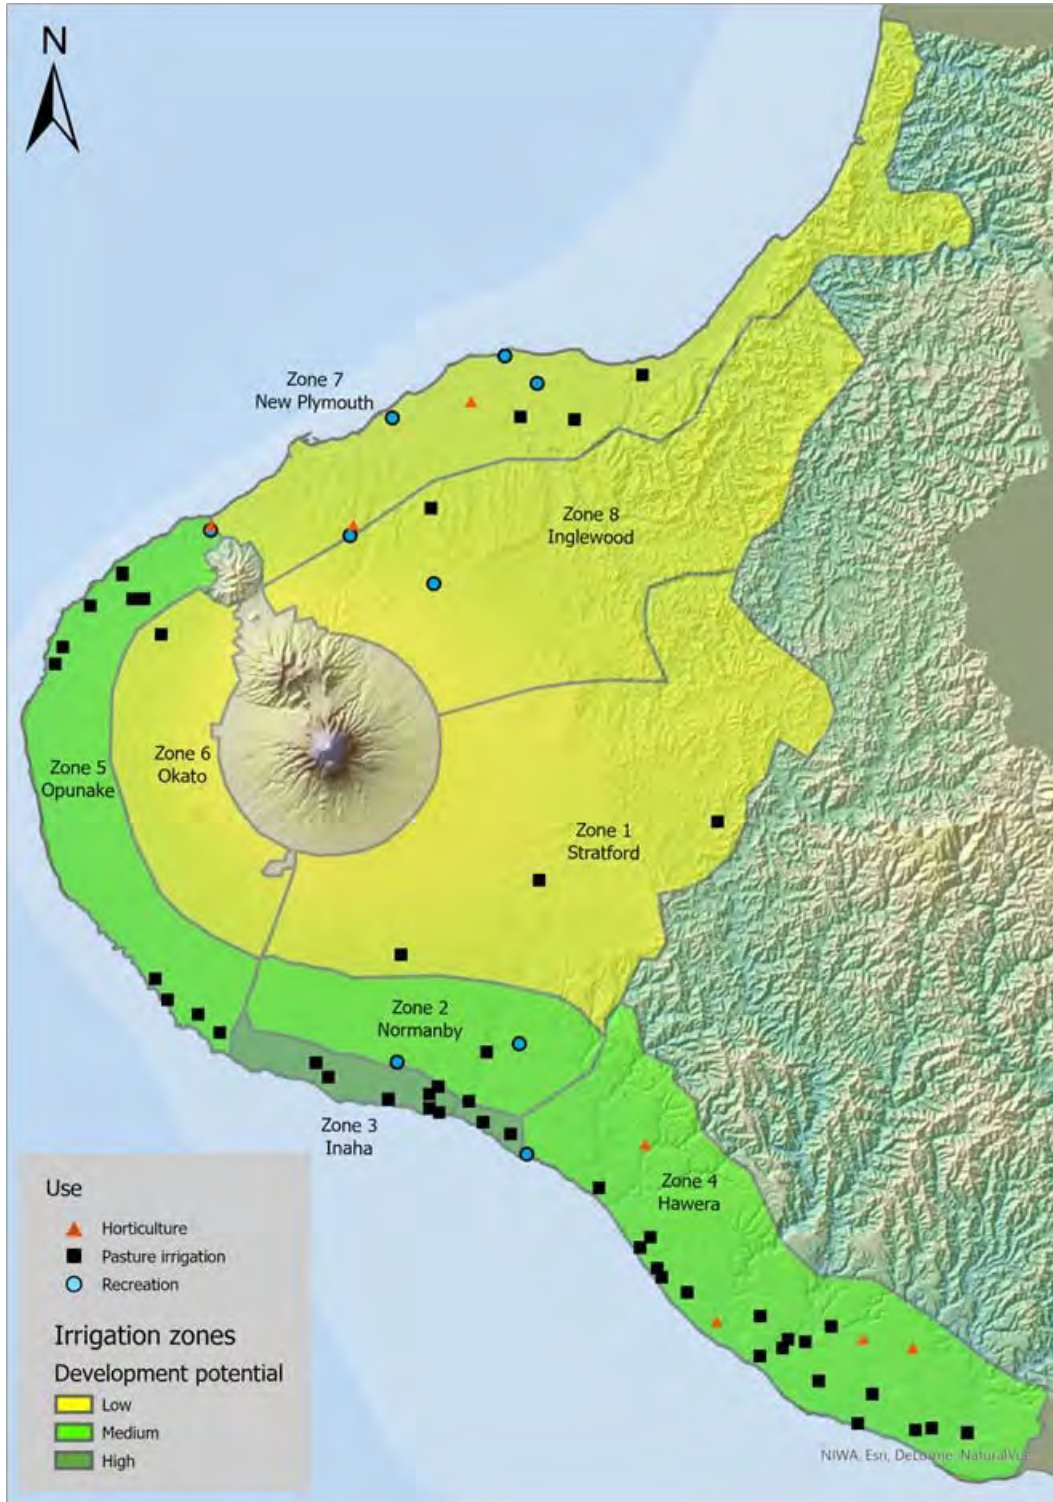 N
Zone 7
New Plymouth
Zone 8
Inglewood
Zone 6
Okato
Zone 5
Opunake
Zone 1
Stratford
Zone 2
Normanby
Zone 3
Inaha
Zone 4
Hawera
Use
Horticulture
Pasture irrigation
Recreation
Irrigation zones
Development potential
Low
Medium
High
NIWA, Esri, DeLorme, NaturalVue